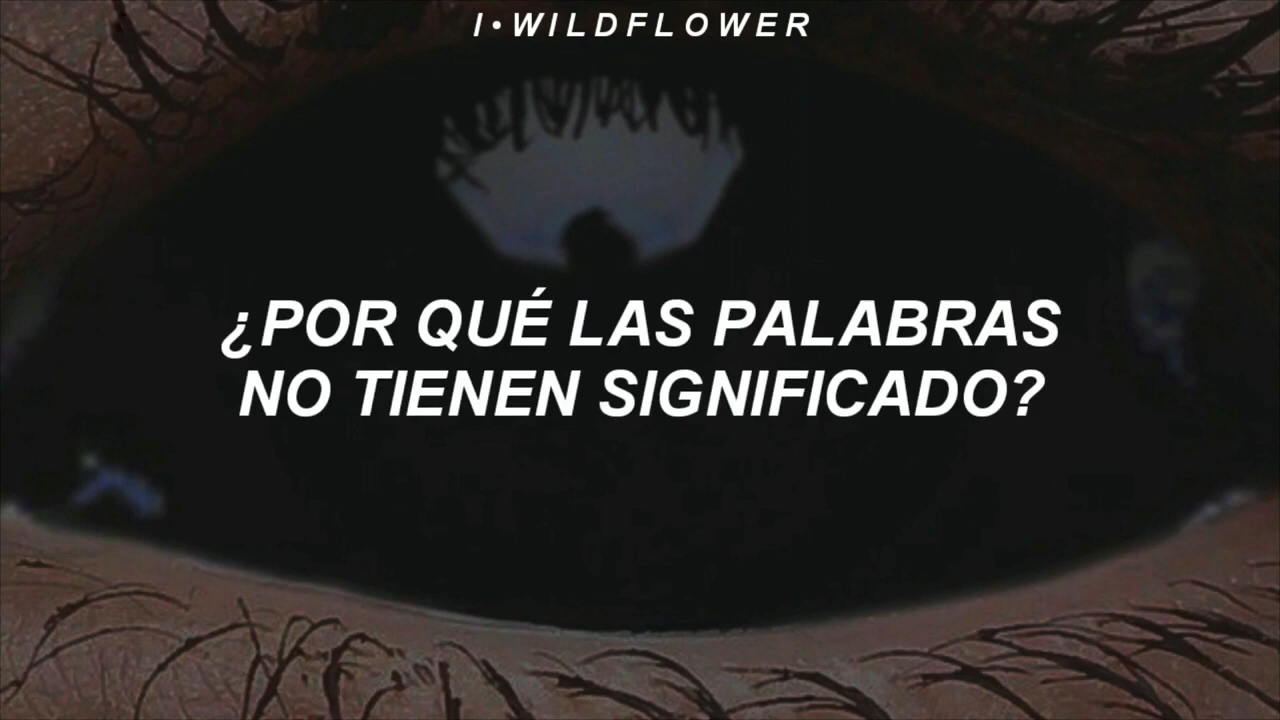 I•WILDFLOWER
¿POR QUÉ LAS PALABRAS
NO TIENEN SIGNIFICADO?